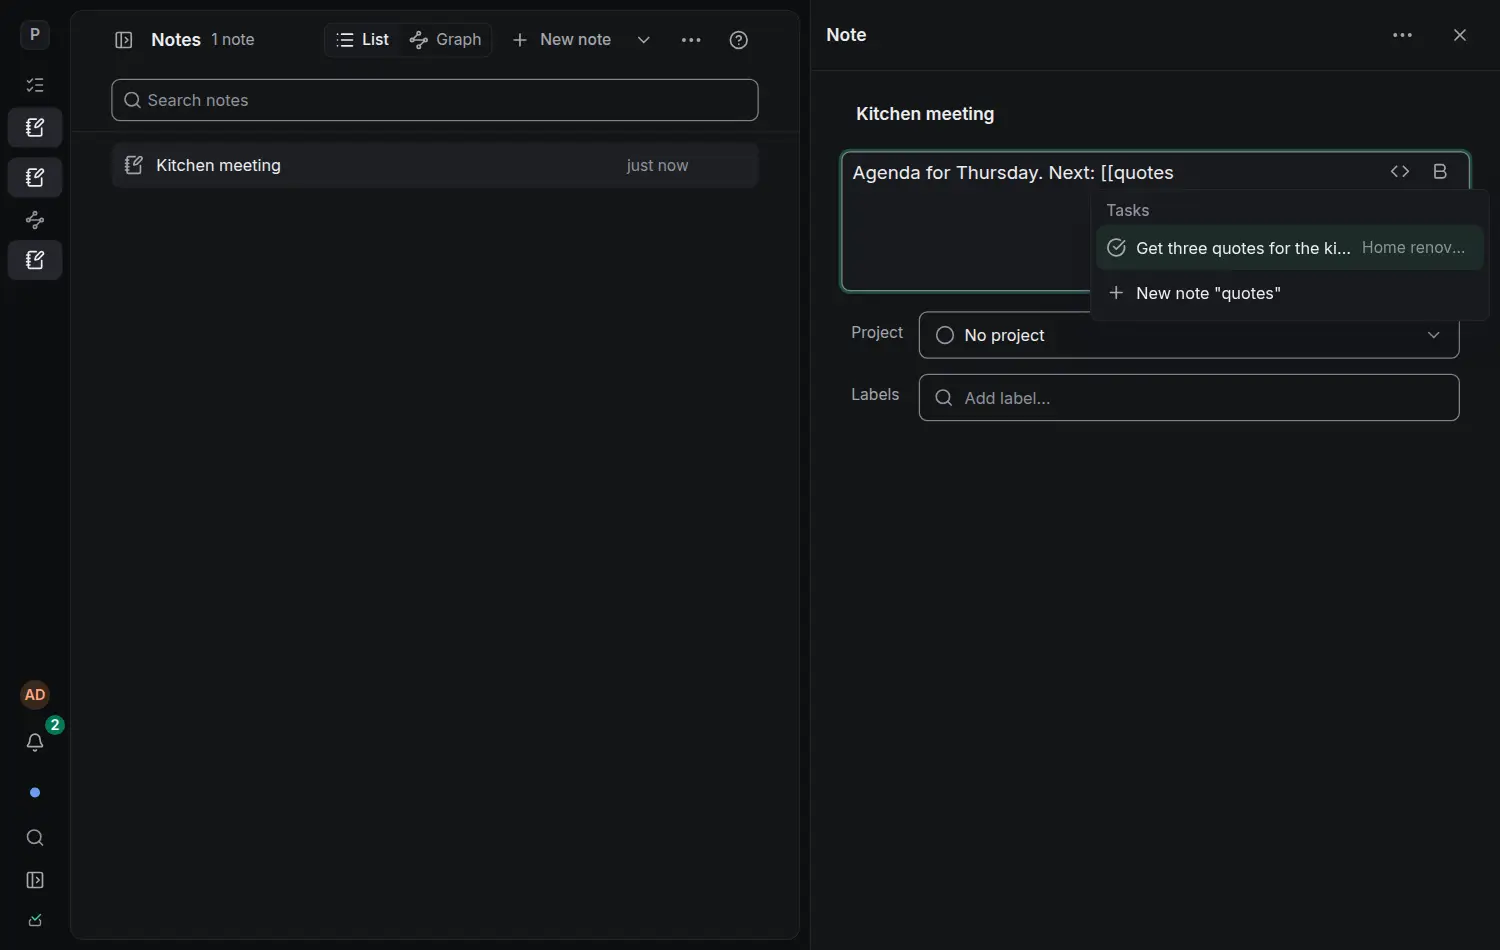 P
Notes 1 note
List
Graph
New note
Search notes
Kitchen meeting just now
AD
2
Note
Kitchen meeting
Agenda for Thursday. Next: [[quotes
Tasks
Get three quotes for the ki... Home renov...
New note "quotes"
Project
No project
Labels
Add label...